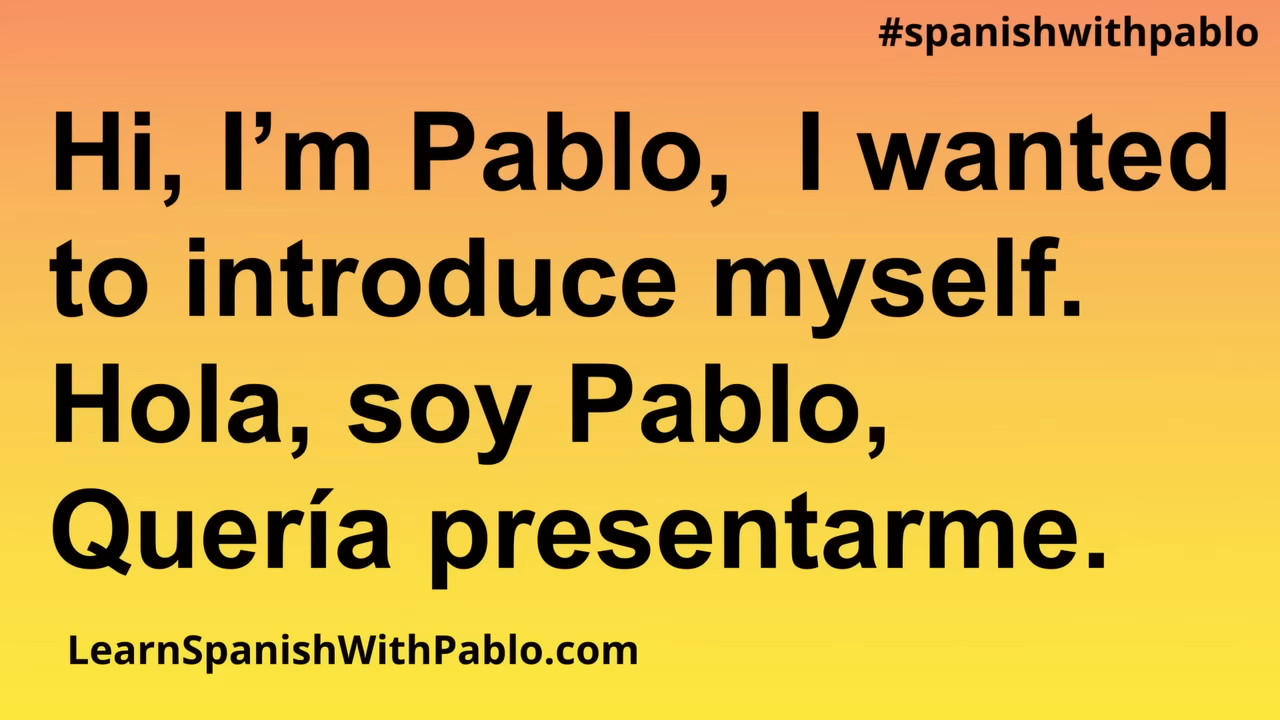 #spanishwithpablo
Hi, I’m Pablo,  I wanted
to introduce myself.
Hola, soy Pablo,
Quería presentarme.
LearnSpanishWithPablo.com